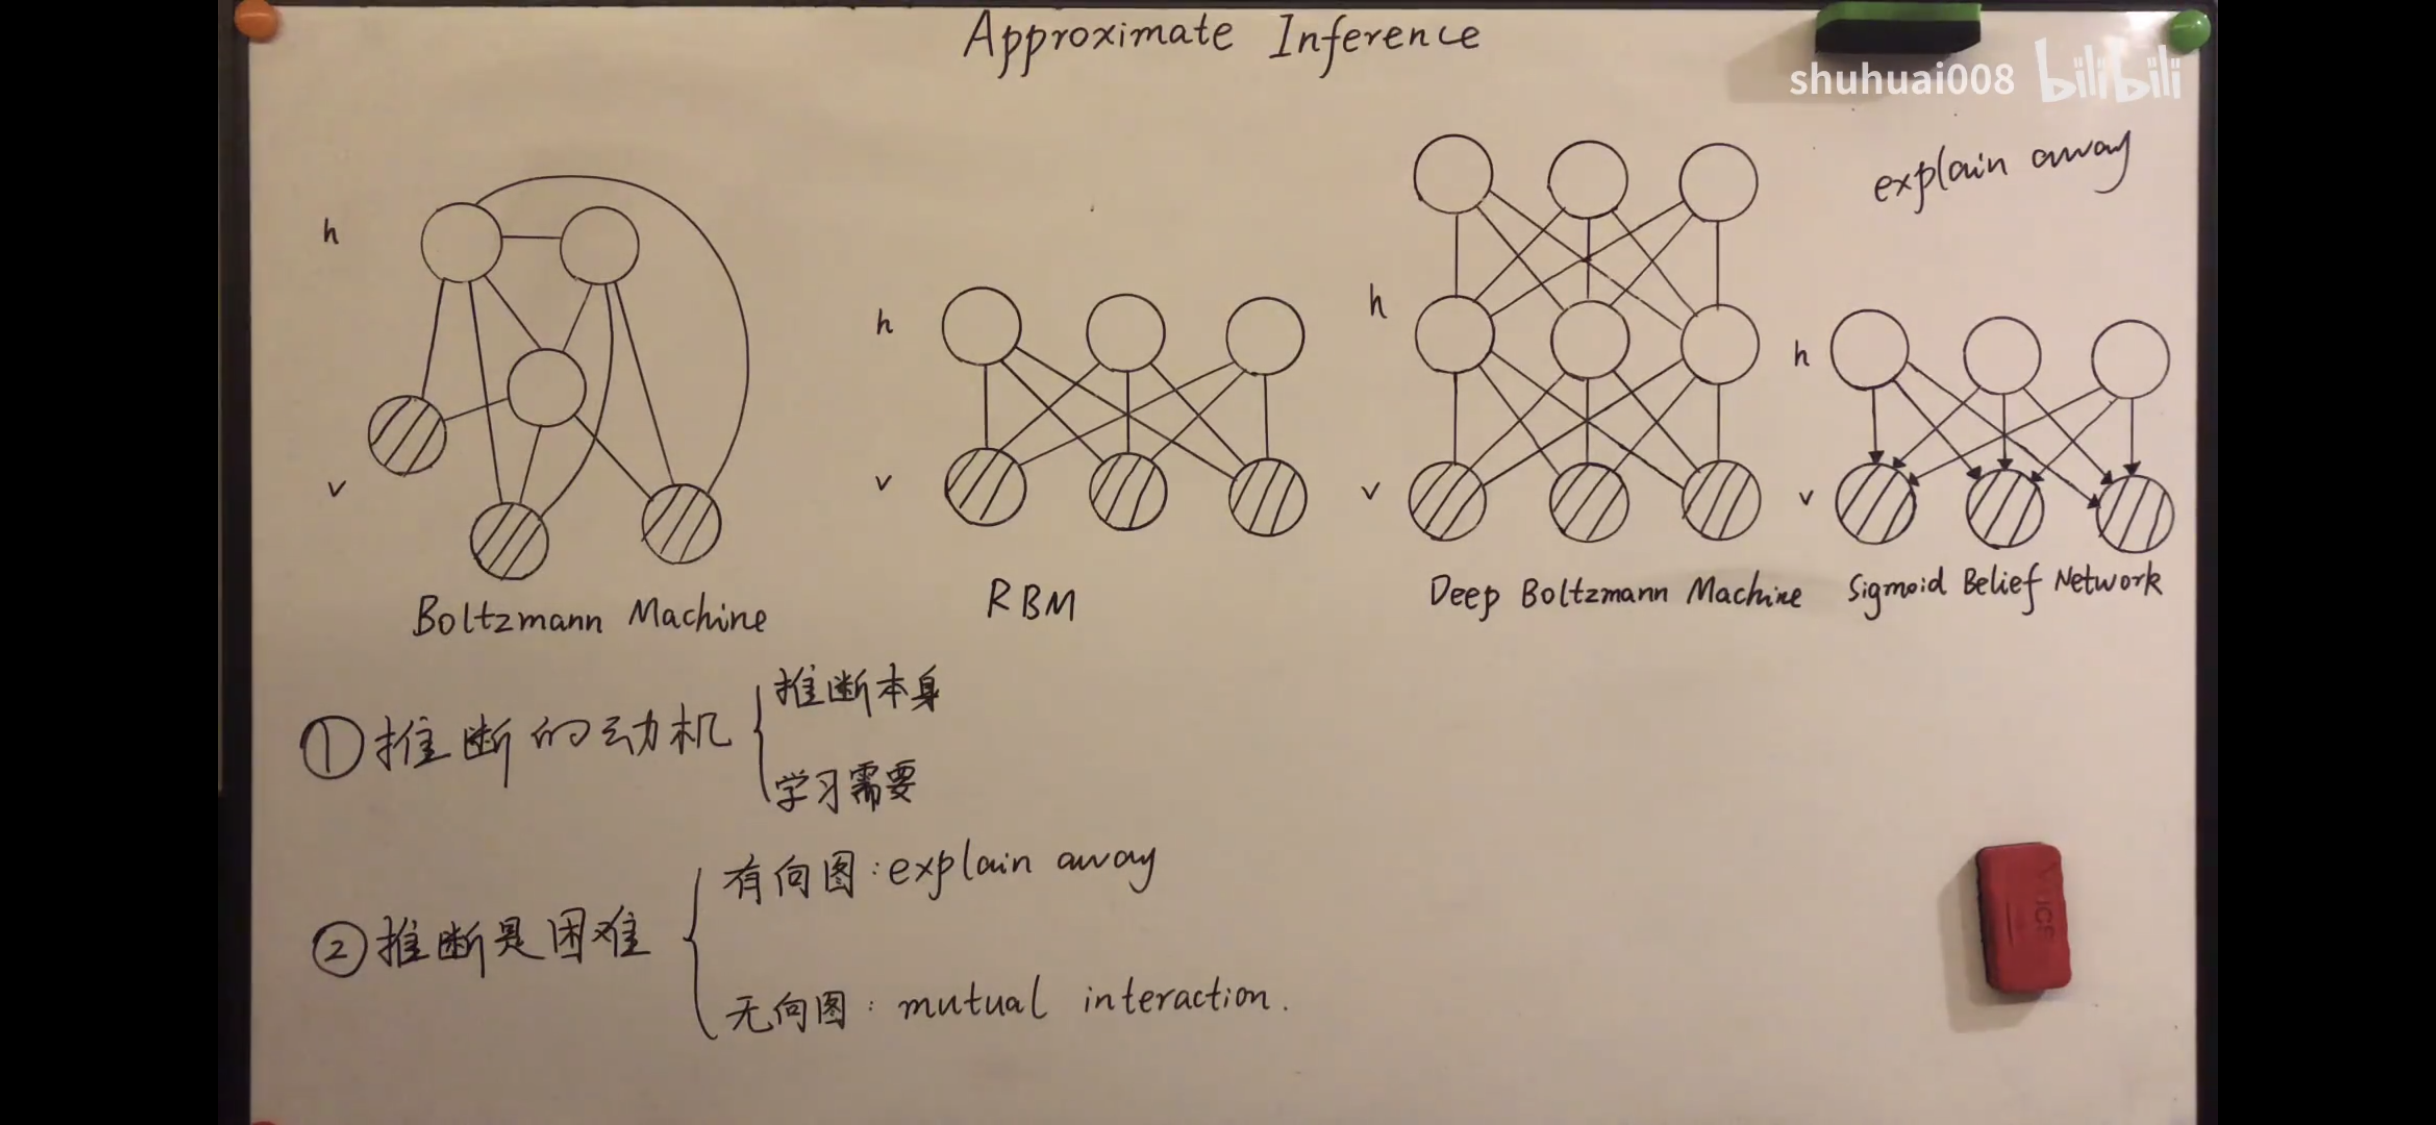 Approximate Inference
shuhuai008 bilibili
explain away
h
h
h
h
v
v
v
v
Boltzmann Machine
RBM
Deep Boltzmann Machine
Sigmoid Belief Network
①推断的动机
推断本身
学习需要
②推断是困难
有向图:explain away
无向图:mutual interaction.